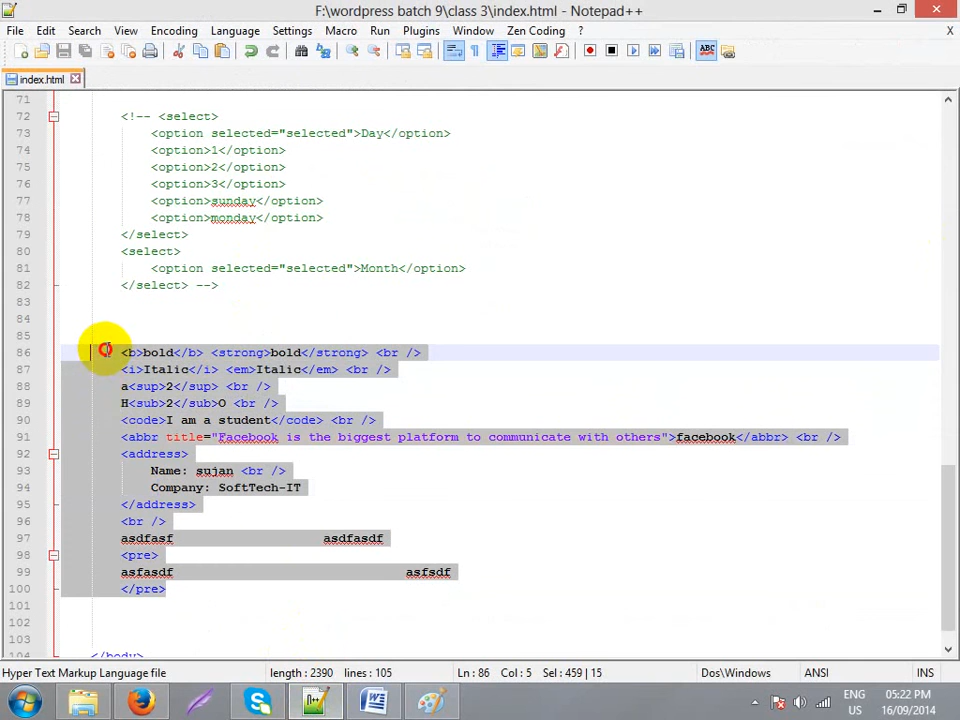 F:\wordpress batch 9\class 3\index.html - Notepad++
File Edit Search View Encoding Language Settings Macro Run Plugins Window Zen Coding ? X
index.html
71
72 <!-- <select>
73 <option selected="selected">Day</option>
74 <option>1</option>
75 <option>2</option>
76 <option>3</option>
77 <option>sunday</option>
78 <option>monday</option>
79 </select>
80 <select>
81 <option selected="selected">Month</option>
82 </select> -->
83
84
85
86 <b>bold</b> <strong>bold</strong> <br />
87 <i>Italic</i> <em>Italic</em> <br />
88 a<sup>2</sup> <br />
89 H<sub>2</sub>O <br />
90 <code>I am a student</code> <br />
91 <abbr title="Facebook is the biggest platform to communicate with others">facebook</abbr> <br />
92 <address>
93 Name: sujan <br />
94 Company: SoftTech-IT
95 </address>
96 <br />
97 asdfasf asdfasdf
98 <pre>
99 asfasdf asfsdf
100 </pre>
101
102
103
104 </body>
Hyper Text Markup Language file length : 2390 lines : 105 Ln : 86 Col : 5 Sel : 459 | 15 Dos\Windows ANSI INS
ENG 05:22 PM
US 16/09/2014